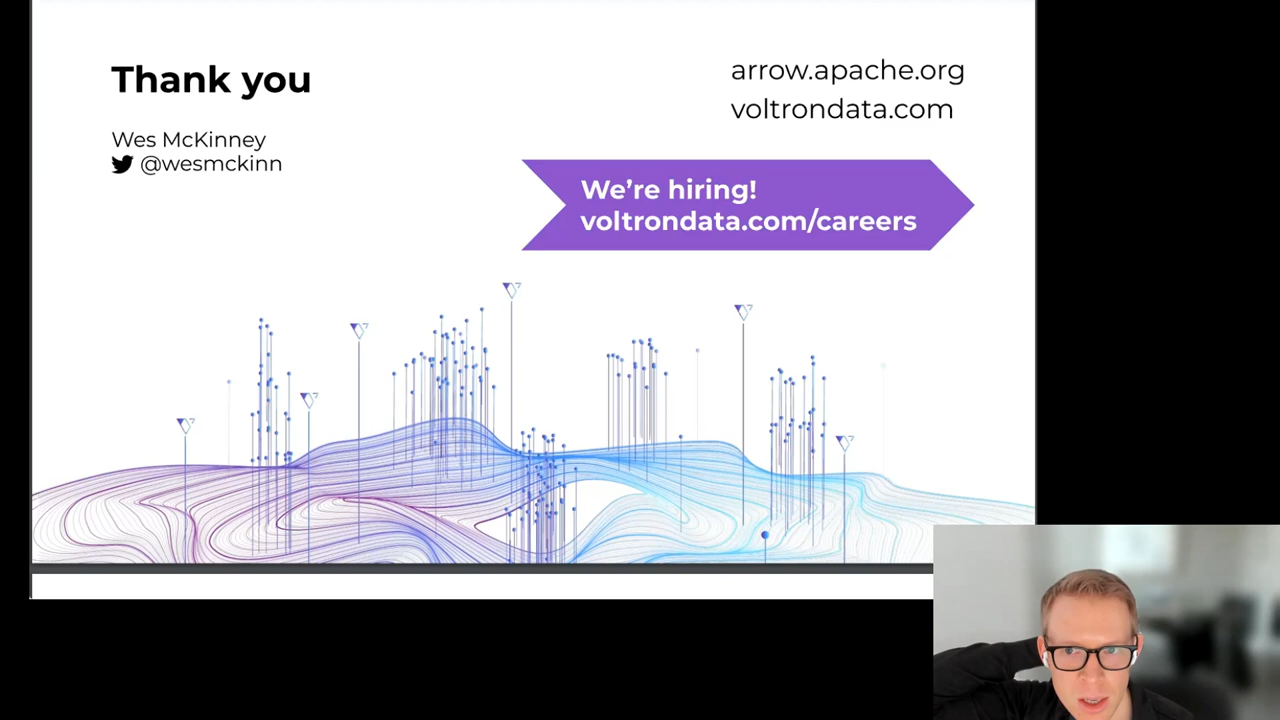 Thank you
Wes McKinney
@wesmckinn
arrow.apache.org
voltrondata.com
We’re hiring!
voltrondata.com/careers